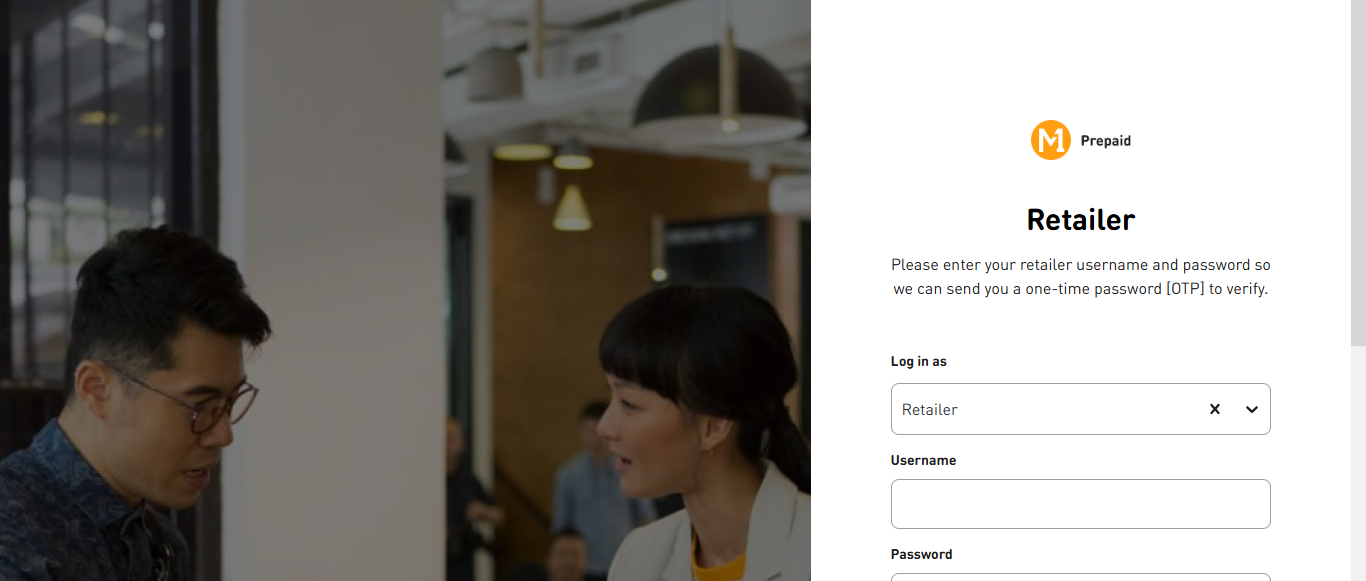 M1 Prepaid
Retailer
Please enter your retailer username and password so
we can send you a one-time password [OTP] to verify.
Log in as
Retailer
Username
Password